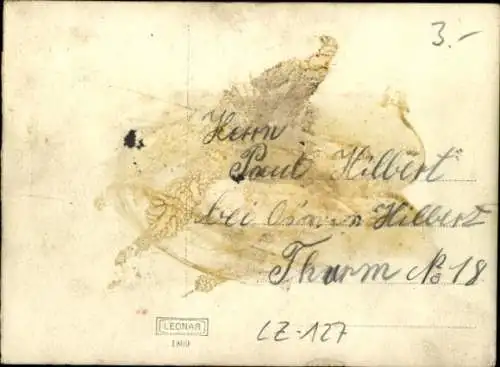 3.-
Herrn
Paul Hilbert
bei Hilbert
Thurm No 18
LEONAR
1869
LZ-127